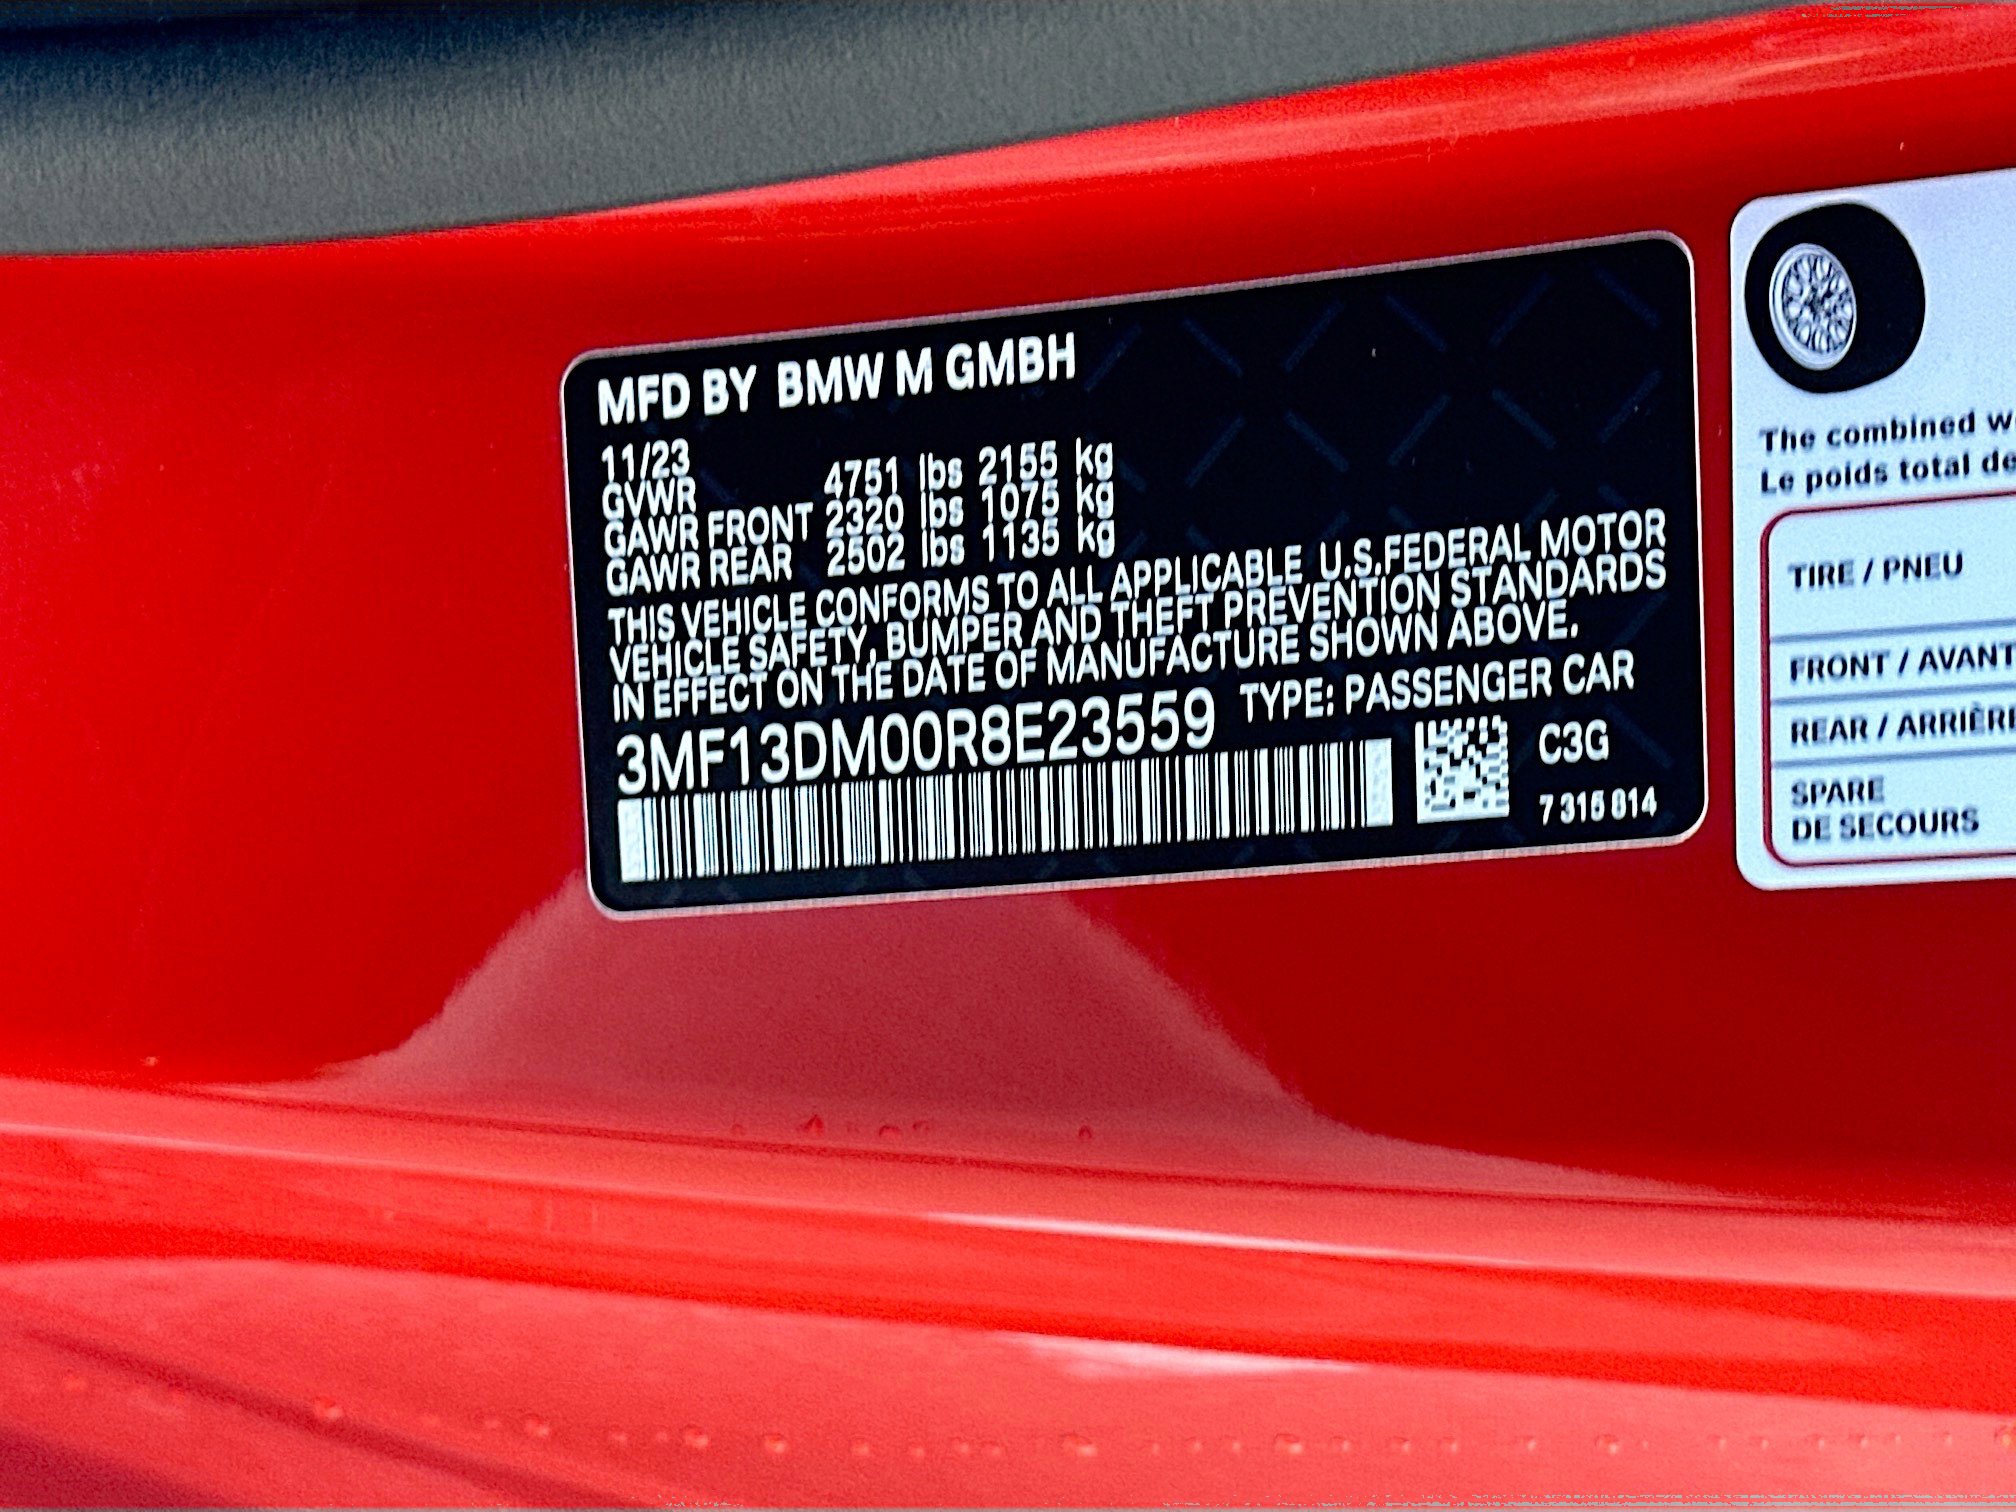 MFD BY BMW M GMBH
11/23
GVWR 4751 lbs 2155 kg
GAWR FRONT 2320 lbs 1075 kg
GAWR REAR 2502 lbs 1135 kg
THIS VEHICLE CONFORMS TO ALL APPLICABLE U.S.FEDERAL MOTOR
VEHICLE SAFETY, BUMPER AND THEFT PREVENTION STANDARDS
IN EFFECT ON THE DATE OF MANUFACTURE SHOWN ABOVE.
3MF13DM00R8E23559 TYPE: PASSENGER CAR
C3G
7 315 814
The combined
Le poids total de
TIRE / PNEU
FRONT / AVANT
REAR / ARRIÈRE
SPARE
DE SECOURS